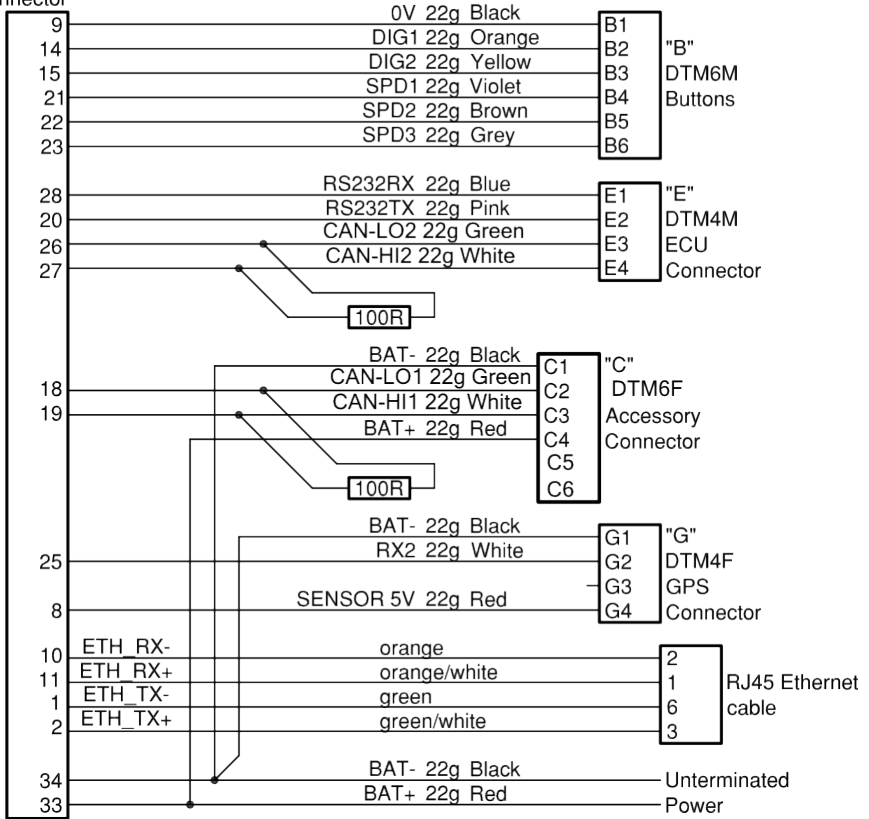 9 0V 22g Black B1
14 DIG1 22g Orange B2 "B"
15 DIG2 22g Yellow B3 DTM6M
21 SPD1 22g Violet B4 Buttons
22 SPD2 22g Brown B5
23 SPD3 22g Grey B6
28 RS232RX 22g Blue E1 "E"
20 RS232TX 22g Pink E2 DTM4M
26 CAN-LO2 22g Green E3 ECU
27 CAN-HI2 22g White E4 Connector
100R
BAT- 22g Black C1 "C"
18 CAN-LO1 22g Green C2 DTM6F
19 CAN-HI1 22g White C3 Accessory
BAT+ 22g Red C4 Connector
C5
100R C6
BAT- 22g Black G1 "G"
25 RX2 22g White G2 DTM4F
G3 GPS
8 SENSOR 5V 22g Red G4 Connector
10 ETH_RX- orange 2
11 ETH_RX+ orange/white 1 RJ45 Ethernet
1 ETH_TX- green 6 cable
2 ETH_TX+ green/white 3
34 BAT- 22g Black Unterminated
33 BAT+ 22g Red Power